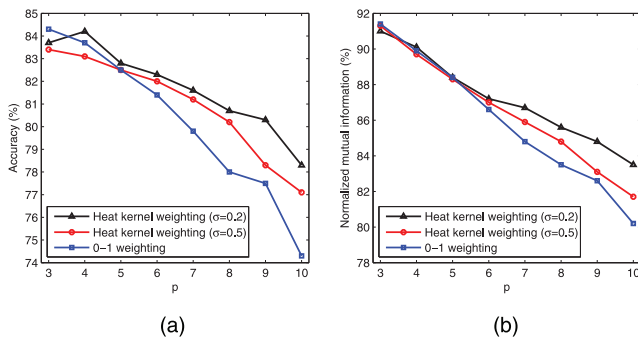 85
84
83
82
81
80
79
78
77
76
75
74
3 4 5 6 7 8 9 10
Accuracy (%)
p
Heat kernel weighting (σ=0.2)
Heat kernel weighting (σ=0.5)
0−1 weighting
(a)
92
90
88
86
84
82
80
78
3 4 5 6 7 8 9 10
Normalized mutual information (%)
p
Heat kernel weighting (σ=0.2)
Heat kernel weighting (σ=0.5)
0−1 weighting
(b)